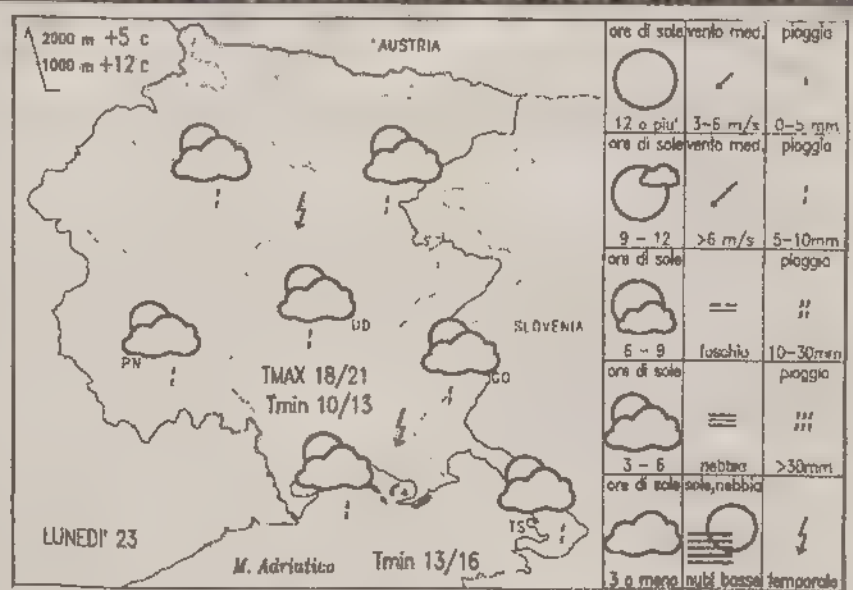 2000 m +5 c
1000 m +12 c
AUSTRIA
SLOVENIA
PN
UD
GO
TS
TMAX 18/21
Tmin 10/13
LUNEDI' 23
M. Adriatico
Tmin 13/16
ore di sole vento med. pioggia
12 o piu' 3-6 m/s 0-5 mm
ore di sole vento med. pioggia
9 - 12 >6 m/s 5-10mm
ore di sole pioggia
6 - 9 foschia 10-30mm
ore di sole pioggia
3 - 6 nebbia >30mm
ore di sole sole,nebbia
3 o meno nubi basse temporale